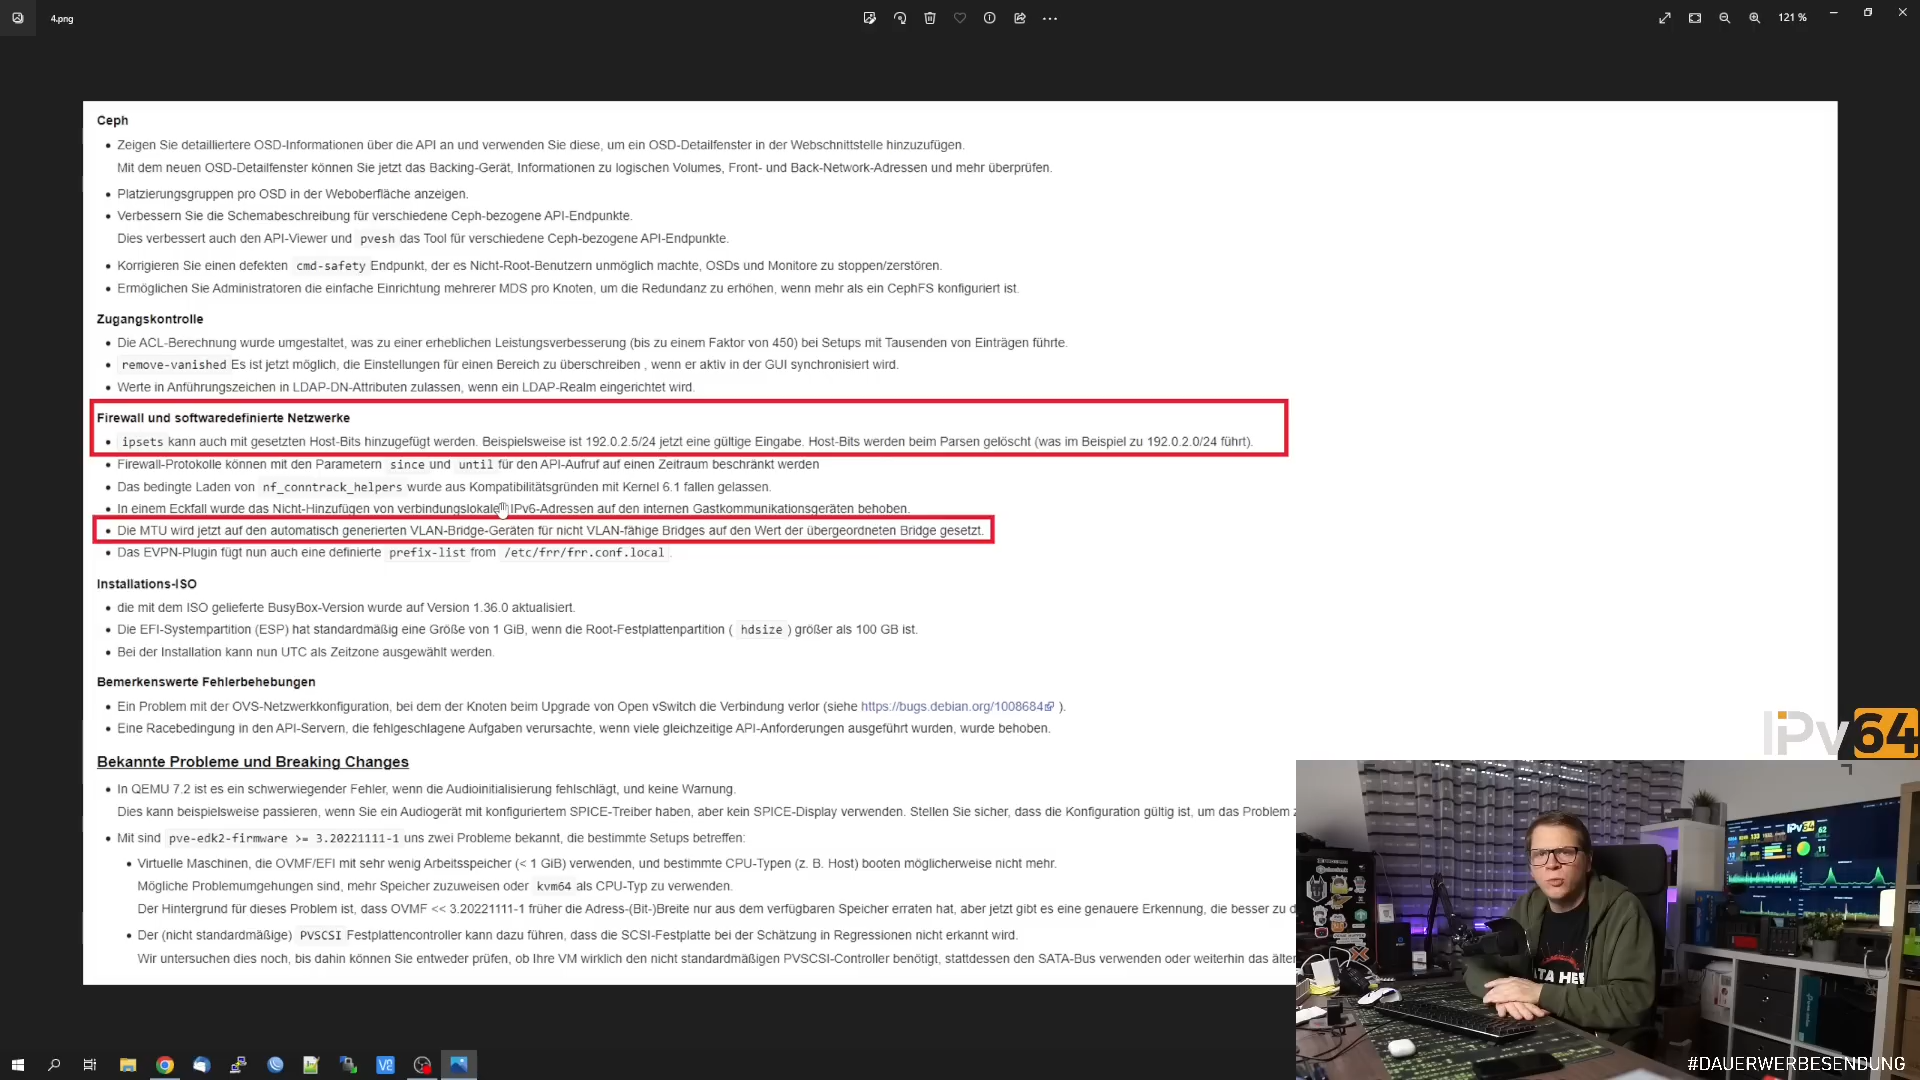 4.png
121 %
Ceph
Zeigen Sie detailliertere OSD-Informationen über die API an und verwenden Sie diese, um ein OSD-Detailfenster in der Webschnittstelle hinzuzufügen.
Mit dem neuen OSD-Detailfenster können Sie jetzt das Backing-Gerät, Informationen zu logischen Volumes, Front- und Back-Network-Adressen und mehr überprüfen.
Platzierungsgruppen pro OSD in der Weboberfläche anzeigen.
Verbessern Sie die Schemabeschreibung für verschiedene Ceph-bezogene API-Endpunkte.
Dies verbessert auch den API-Viewer und pvesh das Tool für verschiedene Ceph-bezogene API-Endpunkte.
Korrigieren Sie einen defekten cmd-safety Endpunkt, der es Nicht-Root-Benutzern unmöglich machte, OSDs und Monitore zu stoppen/zerstören.
Ermöglichen Sie Administratoren die einfache Einrichtung mehrerer MDS pro Knoten, um die Redundanz zu erhöhen, wenn mehr als ein CephFS konfiguriert ist.
Zugangskontrolle
Die ACL-Berechnung wurde umgestaltet, was zu einer erheblichen Leistungsverbesserung (bis zu einem Faktor von 450) bei Setups mit Tausenden von Einträgen führte.
remove-vanished Es ist jetzt möglich, die Einstellungen für einen Bereich zu überschreiben , wenn er aktiv in der GUI synchronisiert wird.
Werte in Anführungszeichen in LDAP-DN-Attributen zulassen, wenn ein LDAP-Realm eingerichtet wird.
Firewall und softwaredefinierte Netzwerke
ipsets kann auch mit gesetzten Host-Bits hinzugefügt werden. Beispielsweise ist 192.0.2.5/24 jetzt eine gültige Eingabe. Host-Bits werden beim Parsen gelöscht (was im Beispiel zu 192.0.2.0/24 führt).
Firewall-Protokolle können mit den Parametern since und until für den API-Aufruf auf einen Zeitraum beschränkt werden
Das bedingte Laden von nf_conntrack_helpers wurde aus Kompatibilitätsgründen mit Kernel 6.1 fallen gelassen.
In einem Eckfall wurde das Nicht-Hinzufügen von verbindungslokalen IPv6-Adressen auf den internen Gastkommunikationsgeräten behoben.
Die MTU wird jetzt auf den automatisch generierten VLAN-Bridge-Geräten für nicht VLAN-fähige Bridges auf den Wert der übergeordneten Bridge gesetzt.
Das EVPN-Plugin fügt nun auch eine definierte prefix-list from /etc/frr/frr.conf.local .
Installations-ISO
die mit dem ISO gelieferte BusyBox-Version wurde auf Version 1.36.0 aktualisiert.
Die EFI-Systempartition (ESP) hat standardmäßig eine Größe von 1 GiB, wenn die Root-Festplattenpartition ( hdsize ) größer als 100 GB ist.
Bei der Installation kann nun UTC als Zeitzone ausgewählt werden.
Bemerkenswerte Fehlerbehebungen
Ein Problem mit der OVS-Netzwerkkonfiguration, bei dem der Knoten beim Upgrade von Open vSwitch die Verbindung verlor (siehe https://bugs.debian.org/1008684 ).
Eine Racebedingung in den API-Servern, die fehlgeschlagene Aufgaben verursachte, wenn viele gleichzeitige API-Anforderungen ausgeführt wurden, wurde behoben.
Bekannte Probleme und Breaking Changes
In QEMU 7.2 ist es ein schwerwiegender Fehler, wenn die Audioinitialisierung fehlschlägt, und keine Warnung.
Dies kann beispielsweise passieren, wenn Sie ein Audiogerät mit konfiguriertem SPICE-Treiber haben, aber kein SPICE-Display verwenden. Stellen Sie sicher, dass die Konfiguration gültig ist, um das Problem z
Mit sind pve-edk2-firmware >= 3.20221111-1 uns zwei Probleme bekannt, die bestimmte Setups betreffen:
Virtuelle Maschinen, die OVMF/EFI mit sehr wenig Arbeitsspeicher (< 1 GiB) verwenden, und bestimmte CPU-Typen (z. B. Host) booten möglicherweise nicht mehr.
Mögliche Problemumgehungen sind, mehr Speicher zuzuweisen oder kvm64 als CPU-Typ zu verwenden.
Der Hintergrund für dieses Problem ist, dass OVMF << 3.20221111-1 früher die Adress-(Bit-)Breite nur aus dem verfügbaren Speicher erraten hat, aber jetzt gibt es eine genauere Erkennung, die besser zu d
Der (nicht standardmäßige) PVSCSI Festplattencontroller kann dazu führen, dass die SCSI-Festplatte bei der Schätzung in Regressionen nicht erkannt wird.
Wir untersuchen dies noch, bis dahin können Sie entweder prüfen, ob Ihre VM wirklich den nicht standardmäßigen PVSCSI-Controller benötigt, stattdessen den SATA-Bus verwenden oder weiterhin das älter
IPv64
IPv64
62
11
#DAUERWERBESENDUNG